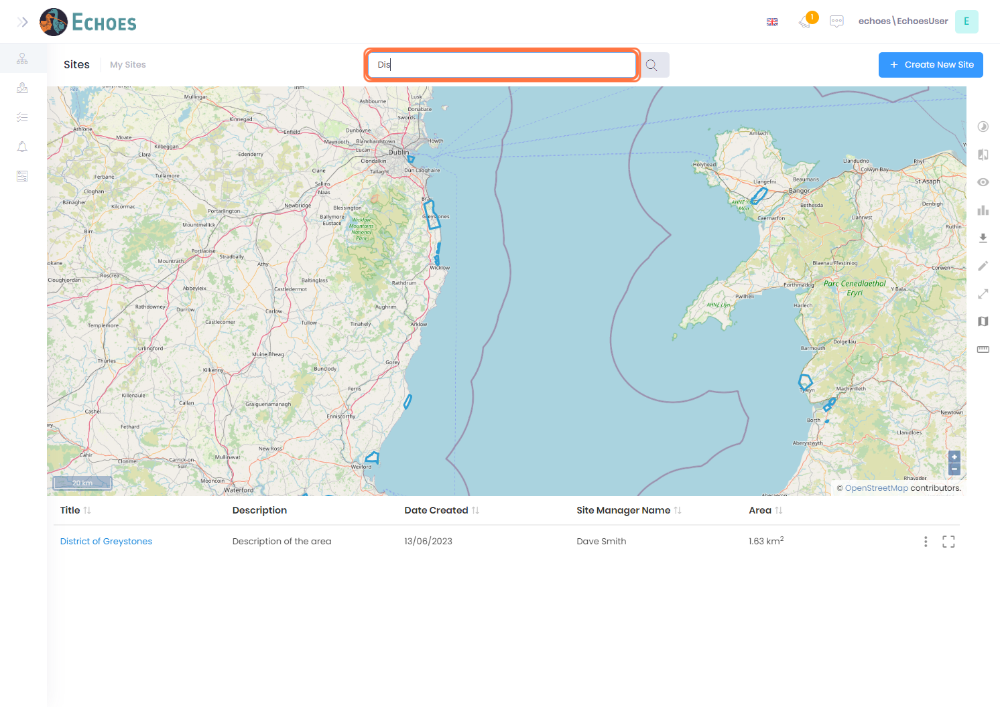 ECHOES
1
echoes\EchoesUser
E
Sites
My Sites
Dis
+ Create New Site
Mullingar
Trim
Ashbourne
Lusk
Donabate
Swords
Athlone
Kinnegad
Moate
Enfield
Dunboyne
Maynooth
Blanchardstown
Howth
Kilbeggan
Lucan
Dublin
Clara
Edenderry
Clondalkin
Tallaght
Dún Laoghaire
Ferbane
Tullamore
Clane
Sallins
Naas
Cloghan
Banagher
Kilcormac
Portarlington
Newbridge
Blessington
Bray
Birr
Mountmellick
Ballymore Eustace
Wicklow Mountains National Park
Greystones
Portlaoise
Stradbally
Mountrath
Athy
Wicklow
Roscrea
Cloughjordan
Abbeyleix
Baltinglass
Rathdrum
Castledermot
Rathdowney
Durrow
Carlow
Aughrim
Templemore
Castlecomer
Tullow
Tinahely
Arklow
Urlingford
Thurles
Muine Bheag
Gorey
Kilkenny
Bunclody
Killenaule
Callan
Graiguenamanagh
Ferns
Cashel
Enniscorthy
Fethard
New Ross
Cahir
Clonmel
Carrick-on-Suir
Mullinavat
Wexford
Mooncoin
Waterford
Amlwch
Holyhead
Llangefni
Beaumaris
Llandudno
Rhyl
Colwyn Bay
St Asaph
Bangor
AHNE Yn Mon
Bethesda
Denbigh
Caernarfon
Llanrwst
Ruthin
Blaenau Ffestiniog
Corwen
Porthmadog
Parc Cenedlaethol Eryri
Y Bala
Pwllheli
AHNE Llŷn
Harlech
Dolgellau
Barmouth
Tywyn
Machynlleth
Borth
Newtown
Llanidloes
Aberystwyth
Rhayader
Aberaeron
20 km
+
−
© OpenStreetMap contributors.
Title
Description
Date Created
Site Manager Name
Area
District of Greystones
Description of the area
13/06/2023
Dave Smith
1.63 km²